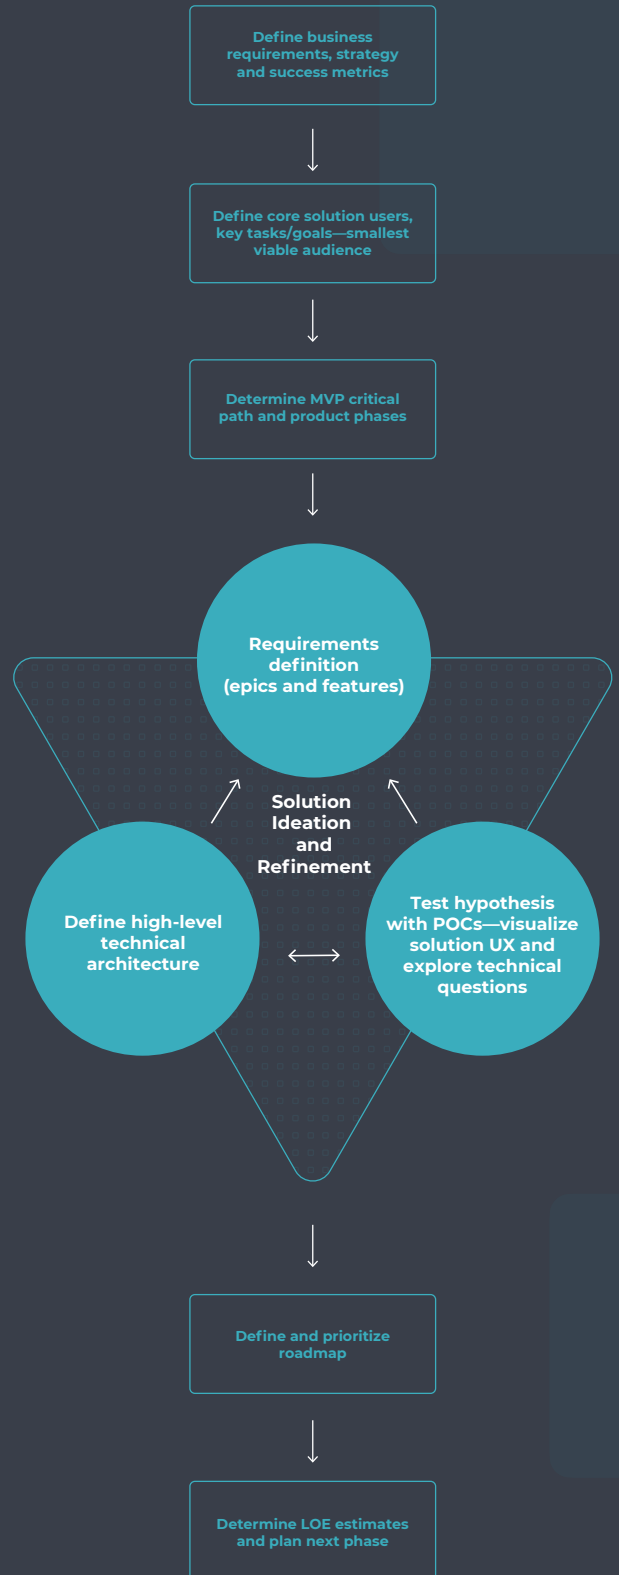 Define business
requirements, strategy
and success metrics
Define core solution users,
key tasks/goals—smallest
viable audience
Determine MVP critical
path and product phases
Requirements
definition
(epics and features)
Solution
Ideation
and
Refinement
Define high-level
technical
architecture
Test hypothesis
with POCs—visualize
solution UX and
explore technical
questions
Define and prioritize
roadmap
Determine LOE estimates
and plan next phase